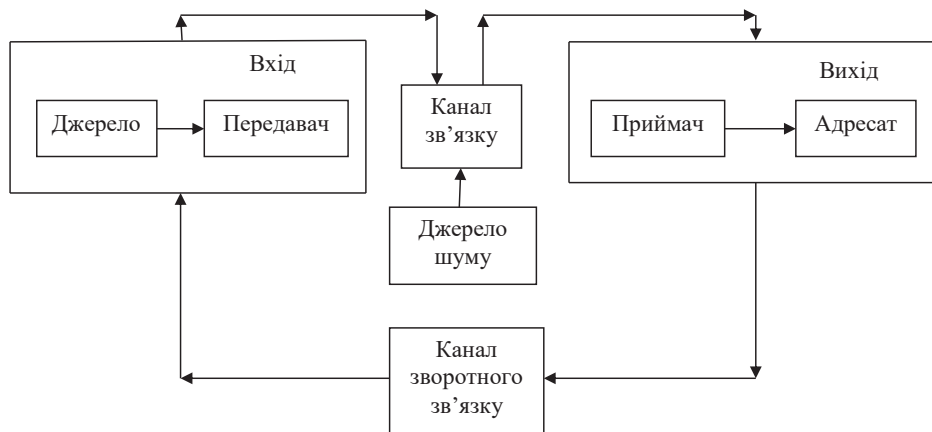 Вхід
Джерело
Передавач
Канал
зв’язку
Джерело
шуму
Вихід
Приймач
Адресат
Канал
зворотного
зв’язку